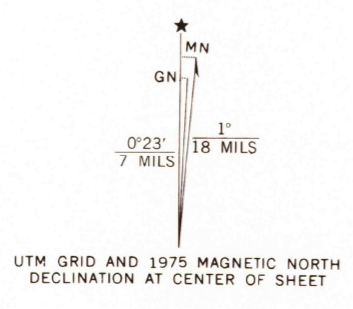 ★
MN
GN
0°23′
7 MILS
1°
18 MILS
UTM GRID AND 1975 MAGNETIC NORTH
DECLINATION AT CENTER OF SHEET